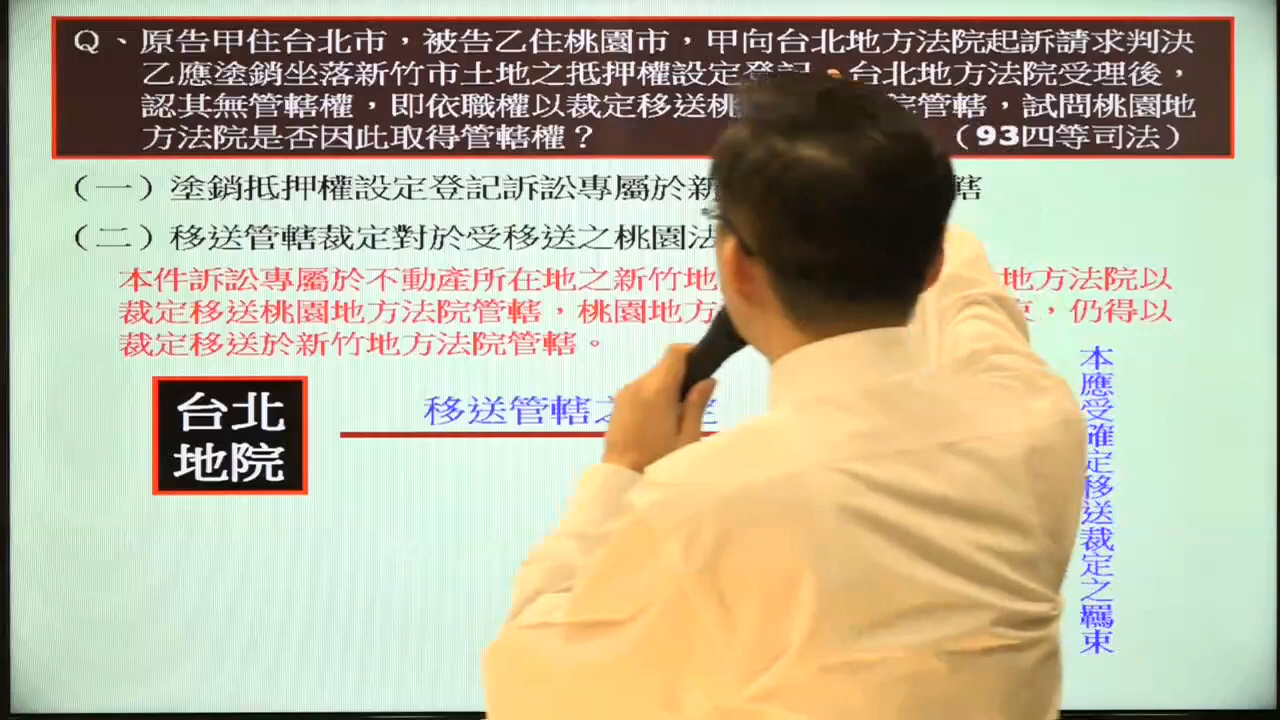 Q、原告甲住台北市，被告乙住桃園市，甲向台北地方法院起訴請求判決
乙應塗銷坐落新竹市土地之抵押權設定登記 台北地方法院受理後，
認其無管轄權，即依職權以裁定移送桃 院管轄，試問桃園地
方法院是否因此取得管轄權？ （93四等司法）
（一）塗銷抵押權設定登記訴訟專屬於新 轄
（二）移送管轄裁定對於受移送之桃園法
本件訴訟專屬於不動產所在地之新竹地 地方法院以
裁定移送桃園地方法院管轄，桃園地方 ，仍得以
裁定移送於新竹地方法院管轄。
台北
地院
移送管轄之 定
本應受確定移送裁定之羈束